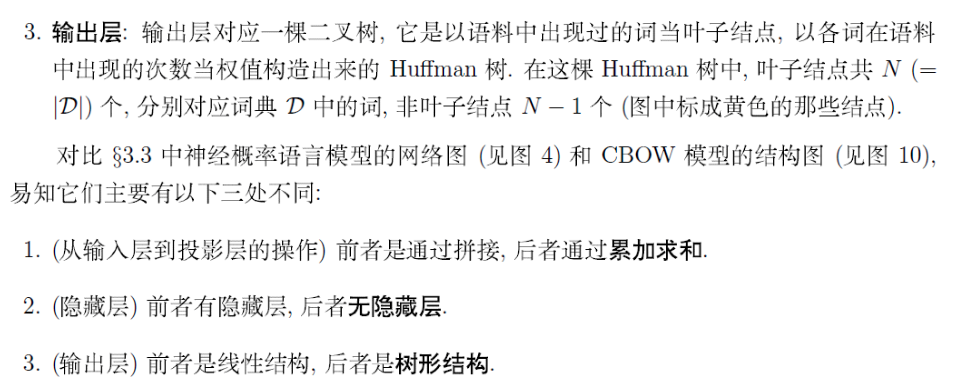 3. 输出层: 输出层对应一棵二叉树, 它是以语料中出现过的词当叶子结点, 以各词在语料
中出现的次数当权值构造出来的 Huffman 树. 在这棵 Huffman 树中, 叶子结点共 N (=
|D|) 个, 分别对应词典 D 中的词, 非叶子结点 N − 1 个 (图中标成黄色的那些结点).
对比 §3.3 中神经概率语言模型的网络图 (见图 4) 和 CBOW 模型的结构图 (见图 10),
易知它们主要有以下三处不同:
1. (从输入层到投影层的操作) 前者是通过拼接, 后者通过累加求和.
2. (隐藏层) 前者有隐藏层, 后者无隐藏层.
3. (输出层) 前者是线性结构, 后者是树形结构.